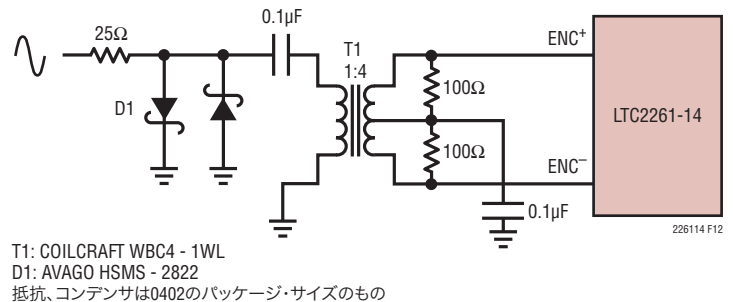 0.1µF
25Ω
T1
1:4
D1
100Ω
100Ω
0.1µF
ENC+
ENC–
LTC2261-14
226114 F12
T1: COILCRAFT WBC4 - 1WL
D1: AVAGO HSMS - 2822
抵抗、コンデンサは0402のパッケージ・サイズのもの